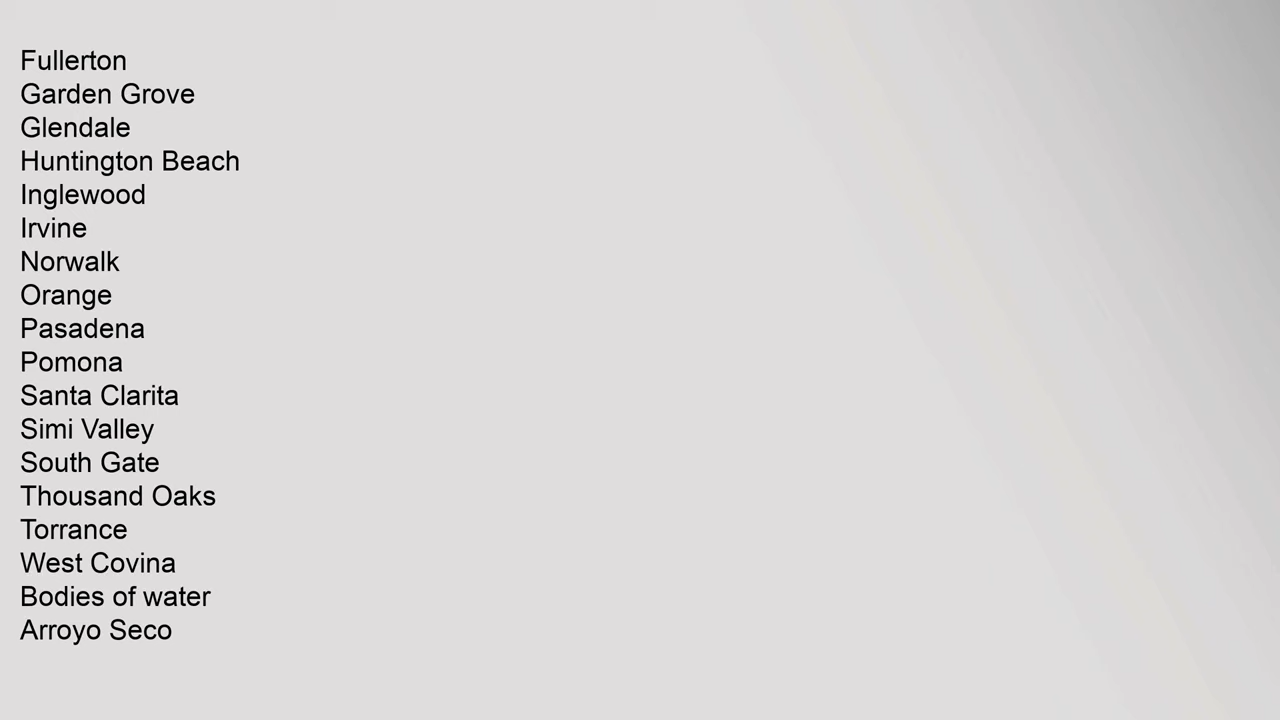 Fullerton
Garden Grove
Glendale
Huntington Beach
Inglewood
Irvine
Norwalk
Orange
Pasadena
Pomona
Santa Clarita
Simi Valley
South Gate
Thousand Oaks
Torrance
West Covina
Bodies of water
Arroyo Seco